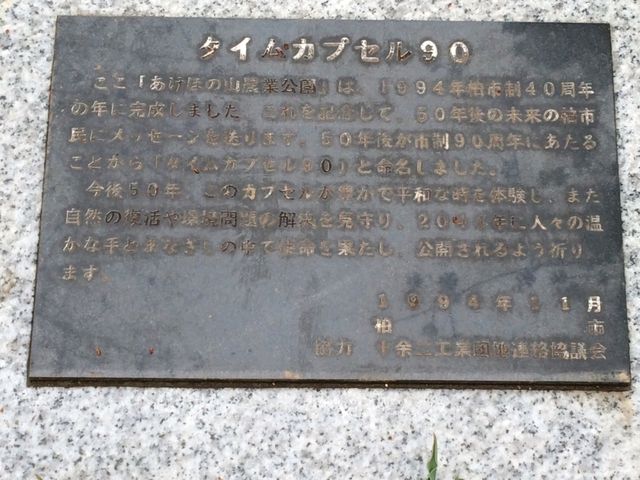 タイムカプセル90
ここ「あけぼの山農業公園」は、1994年柏市制40周年
の年に完成しました。これを記念して、50年後の未来の柏市
民にメッセージを送ります。50年後が市制90周年にあたる
ことから「タイムカプセル90」と命名しました。
今後50年、このカプセルが豊かで平和な時を体験し、また
自然の復活や環境問題の解決を見守り、2044年に人々の温
かな手とまなざしの中で使命を果たし、公開されるよう祈り
ます。
1994年11月
柏市
協力 十余二工業団地連絡協議会